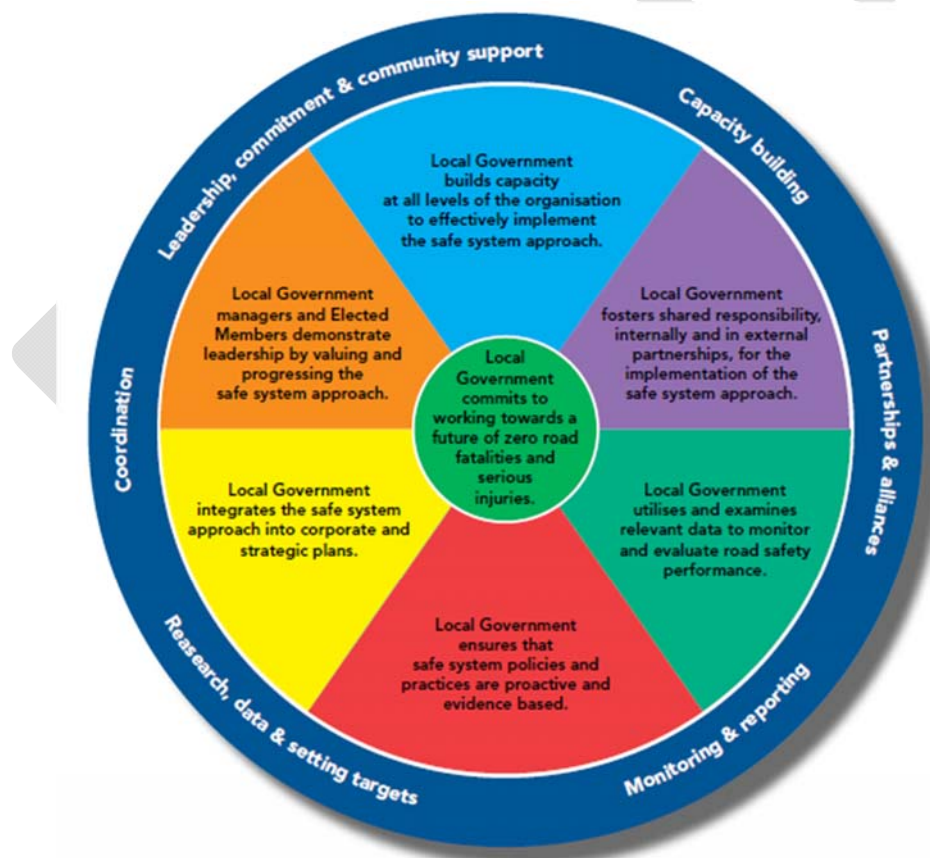 Leadership, commitment & community support
Capacity building
Partnerships & alliances
Monitoring & reporting
Reasearch, data & setting targets
Coordination
Local Government
builds capacity
at all levels of the organisation
to effectively implement
the safe system approach.
Local Government
fosters shared responsibility,
internally and in external
partnerships, for the
implementation of the
safe system approach.
Local Government
utilises and examines
relevant data to monitor
and evaluate road safety
performance.
Local Government
ensures that
safe system policies and
practices are proactive and
evidence based.
Local Government
integrates the safe system
approach into corporate and
strategic plans.
Local Government
managers and Elected
Members demonstrate
leadership by valuing and
progressing the
safe system approach.
Local
Government
commits to
working towards a
future of zero road
fatalities and
serious
injuries.